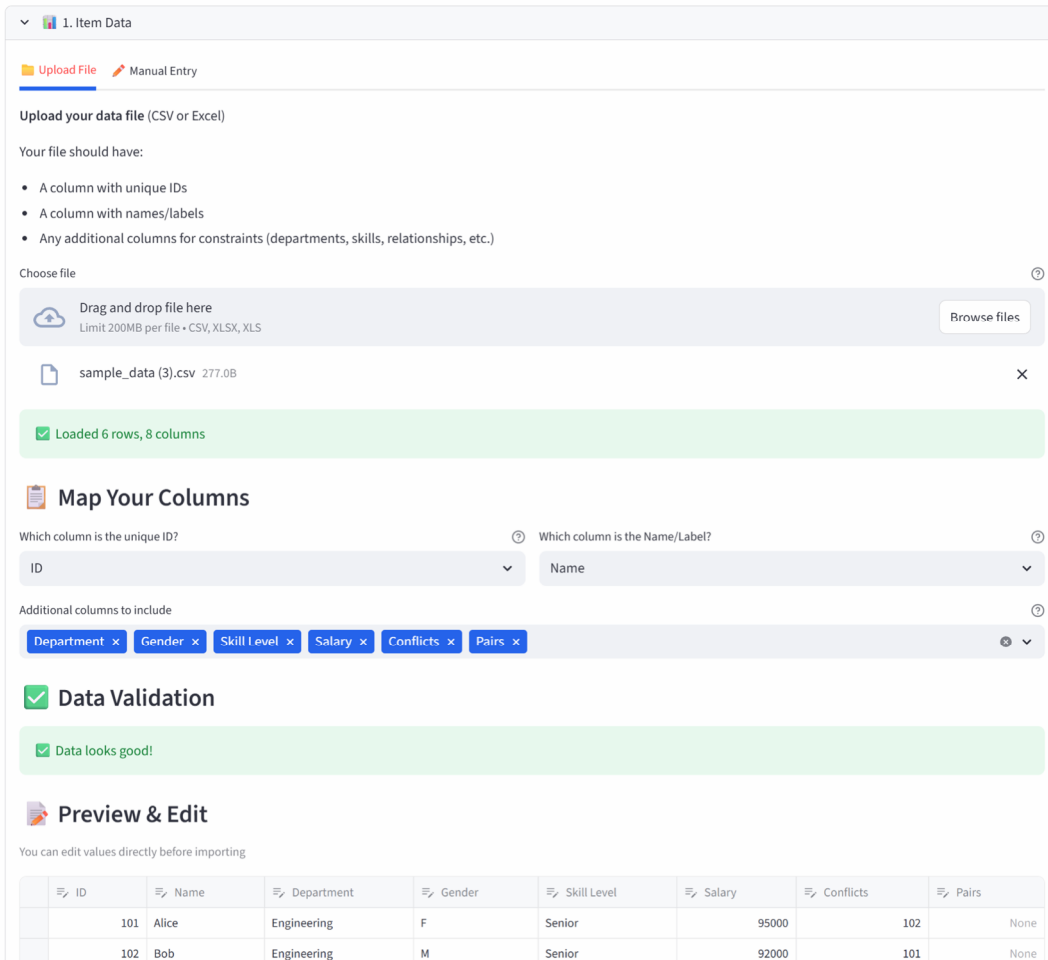 1. Item Data
Upload File Manual Entry
Upload your data file (CSV or Excel)
Your file should have:
A column with unique IDs
A column with names/labels
Any additional columns for constraints (departments, skills, relationships, etc.)
Choose file
Drag and drop file here
Limit 200MB per file • CSV, XLSX, XLS
Browse files
sample_data (3).csv 277.0B
Loaded 6 rows, 8 columns
Map Your Columns
Which column is the unique ID? Which column is the Name/Label?
ID Name
Additional columns to include
Department Gender Skill Level Salary Conflicts Pairs
Data Validation
Data looks good!
Preview & Edit
You can edit values directly before importing
ID Name Department Gender Skill Level Salary Conflicts Pairs
101 Alice Engineering F Senior 95000 102 None
102 Bob Engineering M Senior 92000 101 None